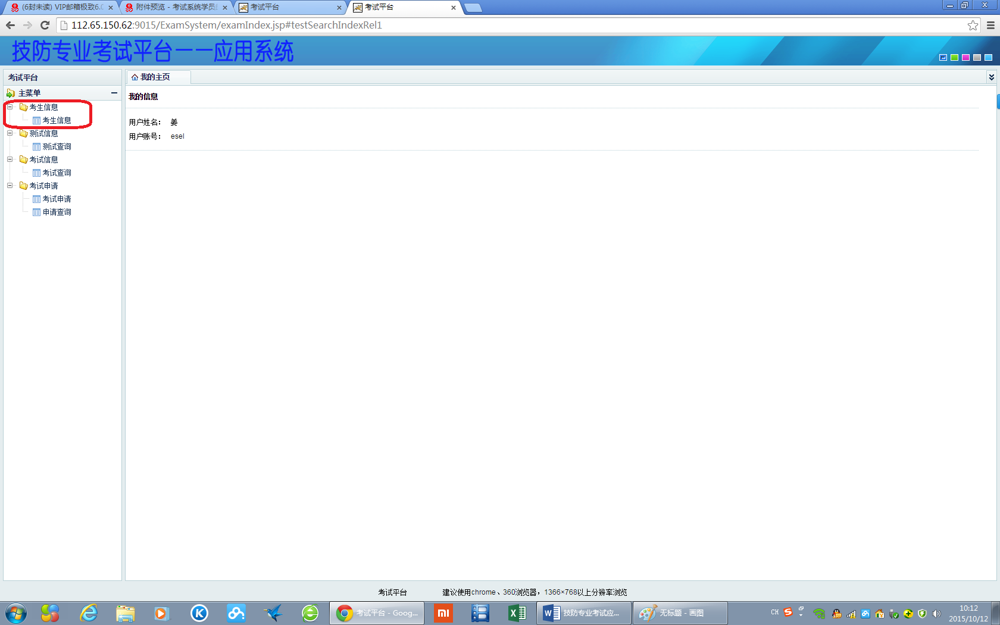 (6封未读) VIP邮箱极致6.0
附件预览 - 考试系统学员
考试平台
考试平台
112.65.150.62:9015/ExamSystem/examIndex.jsp#testSearchIndexRel1
技防专业考试平台一一应用系统
考试平台
我的主页
主菜单
我的信息
考生信息
考生信息
用户姓名： 姜
测试信息
用户账号： esel
测试查询
考试信息
考试查询
考试申请
考试申请
申请查询
考试平台 建议使用chrome、360浏览器，1366×768以上分辨率浏览
考试平台 - Goog...
技防专业考试应...
无标题 - 画图
CH
10:12
2015/10/12